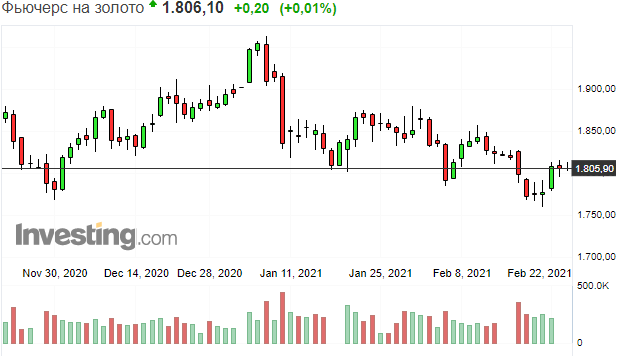 Фьючерс на золото 1.806,10 +0,20 (+0,01%)
1.900,00
1.850,00
1.805,90
1.750,00
1.700,00
Investing.com
Nov 30, 2020 Dec 14, 2020 Dec 28, 2020 Jan 11, 2021 Jan 25, 2021 Feb 8, 2021 Feb 22, 2021
500.0K
0